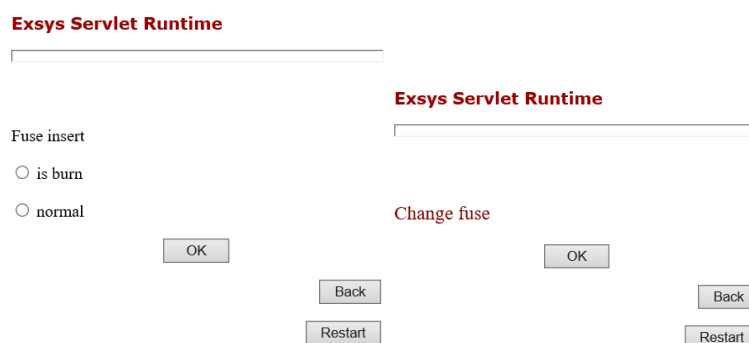 Exsys Servlet Runtime
Fuse insert
is burn
normal
OK
Back
Restart
Exsys Servlet Runtime
Change fuse
OK
Back
Restart